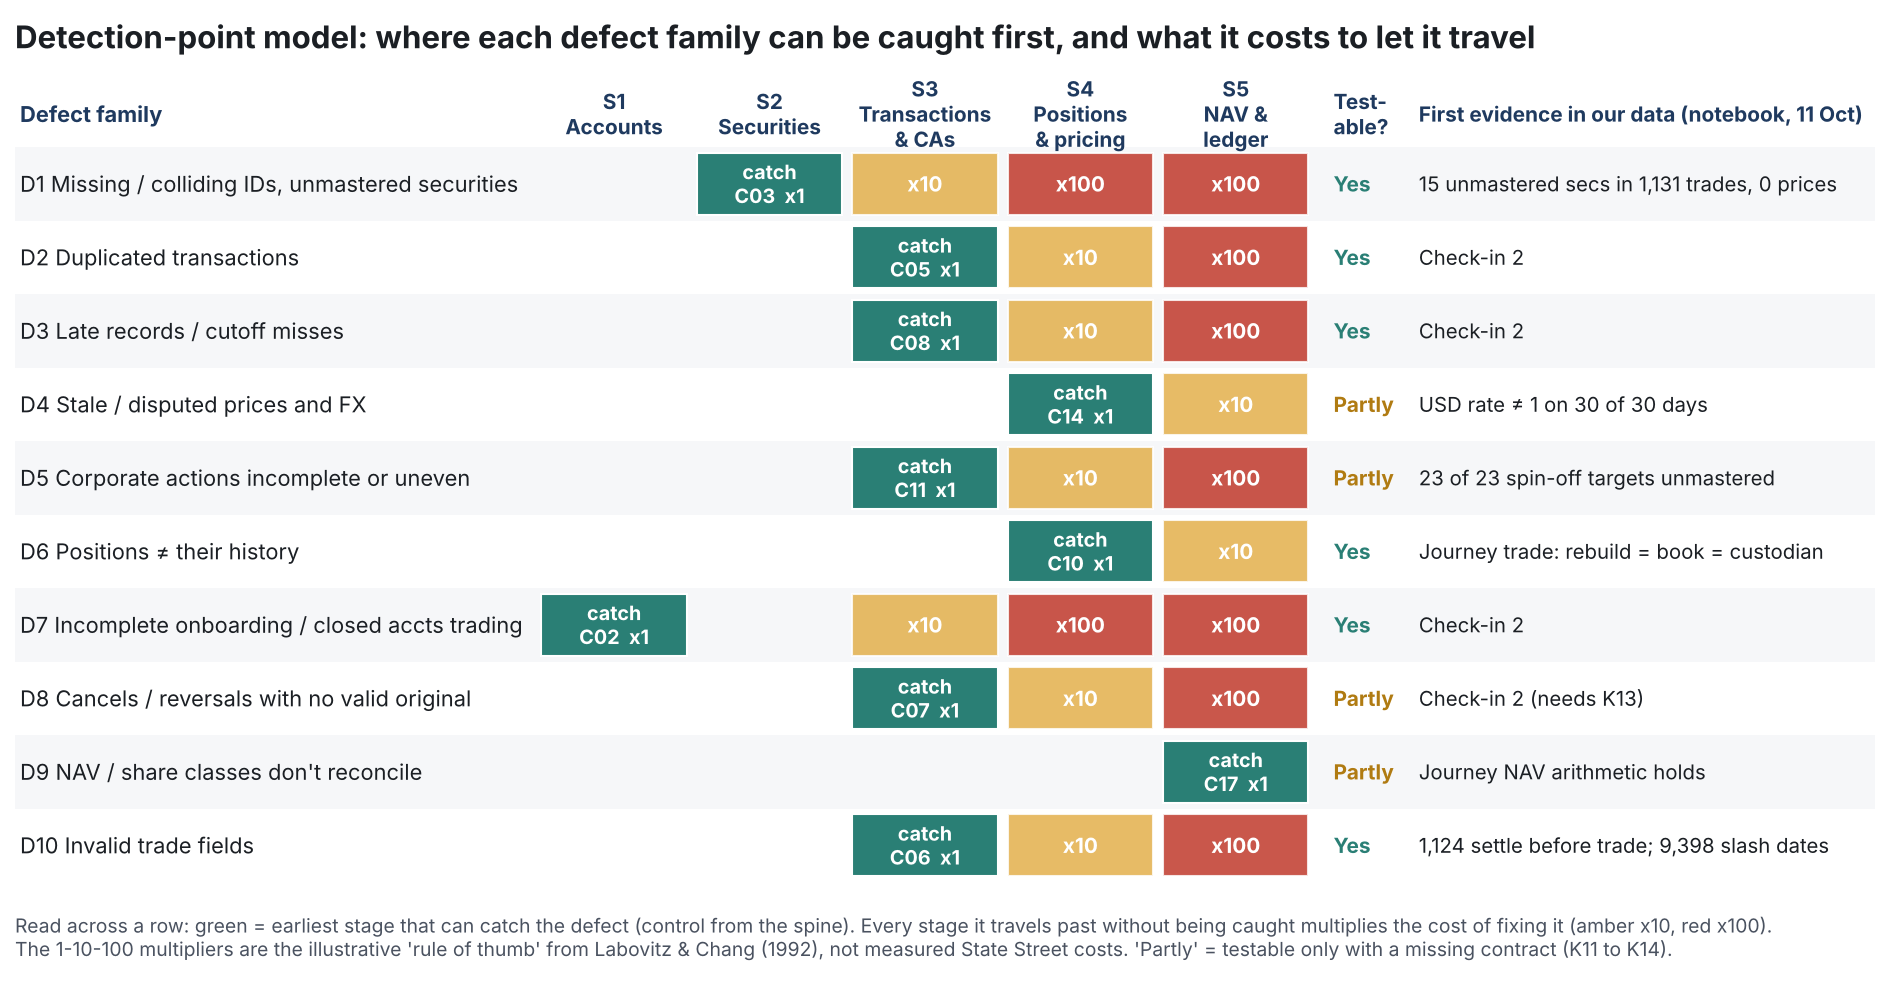 Detection-point model: where each defect family can be caught first, and what it costs to let it travel
Defect family
S1
Accounts
S2
Securities
S3
Transactions
& CAs
S4
Positions
& pricing
S5
NAV &
ledger
Test-
able?
First evidence in our data (notebook, 11 Oct)
D1 Missing / colliding IDs, unmastered securities
catch
C03 x1
x10
x100
x100
Yes
15 unmastered secs in 1,131 trades, 0 prices
D2 Duplicated transactions
catch
C05 x1
x10
x100
Yes
Check-in 2
D3 Late records / cutoff misses
catch
C08 x1
x10
x100
Yes
Check-in 2
D4 Stale / disputed prices and FX
catch
C14 x1
x10
Partly
USD rate ≠ 1 on 30 of 30 days
D5 Corporate actions incomplete or uneven
catch
C11 x1
x10
x100
Partly
23 of 23 spin-off targets unmastered
D6 Positions ≠ their history
catch
C10 x1
x10
Yes
Journey trade: rebuild = book = custodian
D7 Incomplete onboarding / closed accts trading
catch
C02 x1
x10
x100
x100
Yes
Check-in 2
D8 Cancels / reversals with no valid original
catch
C07 x1
x10
x100
Partly
Check-in 2 (needs K13)
D9 NAV / share classes don't reconcile
catch
C17 x1
Partly
Journey NAV arithmetic holds
D10 Invalid trade fields
catch
C06 x1
x10
x100
Yes
1,124 settle before trade; 9,398 slash dates
Read across a row: green = earliest stage that can catch the defect (control from the spine). Every stage it travels past without being caught multiplies the cost of fixing it (amber x10, red x100).
The 1-10-100 multipliers are the illustrative 'rule of thumb' from Labovitz & Chang (1992), not measured State Street costs. 'Partly' = testable only with a missing contract (K11 to K14).